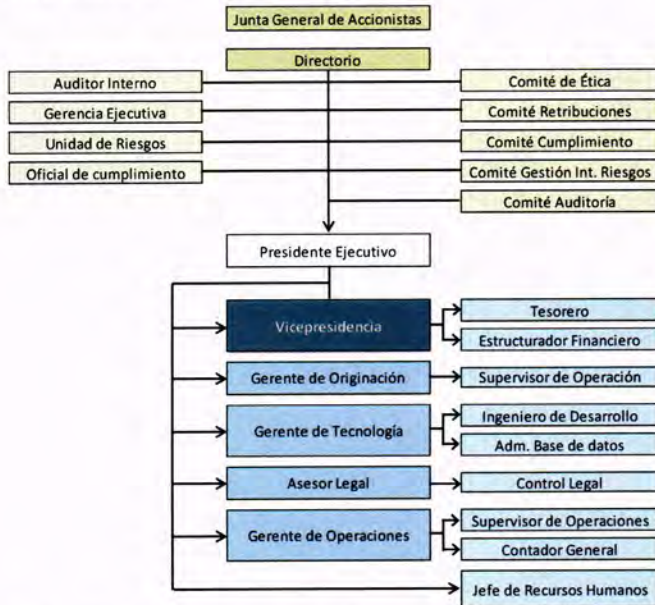 Junta General de Accionistas
Directorio
Auditor Interno
Comité de Ética
Gerencia Ejecutiva
Comité Retribuciones
Unidad de Riesgos
Comité Cumplimiento
Oficial de cumplimiento
Comité Gestión Int. Riesgos
Comité Auditoría
Presidente Ejecutivo
Vicepresidencia
Tesorero
Estructurador Financiero
Gerente de Originación
Supervisor de Operación
Gerente de Tecnología
Ingeniero de Desarrollo
Adm. Base de datos
Asesor Legal
Control Legal
Gerente de Operaciones
Supervisor de Operaciones
Contador General
Jefe de Recursos Humanos